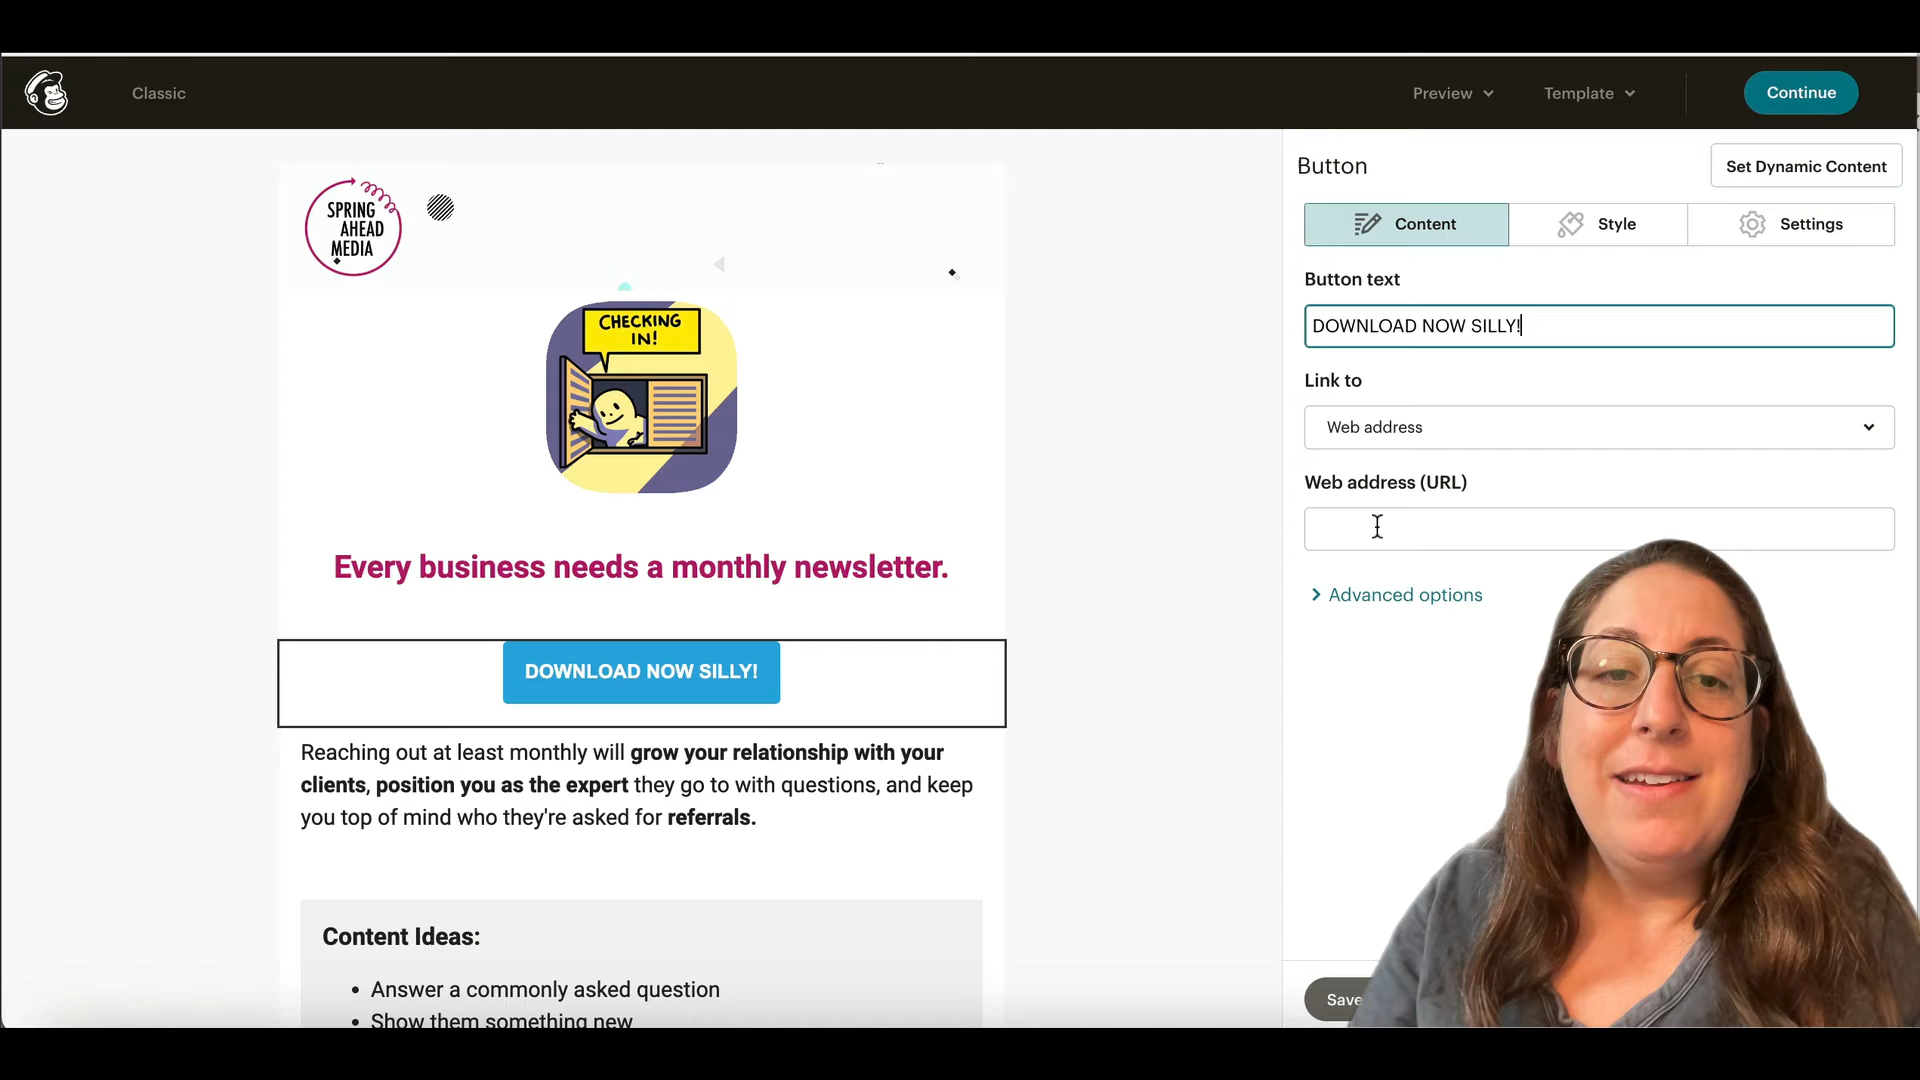 Classic
Preview
Template
Continue
SPRING
AHEAD
MEDIA
CHECKING
IN!
Every business needs a monthly newsletter.
DOWNLOAD NOW SILLY!
Reaching out at least monthly will grow your relationship with your
clients, position you as the expert they go to with questions, and keep
you top of mind who they're asked for referrals.
Content Ideas:
• Answer a commonly asked question
• Show them something new
Button
Set Dynamic Content
Content
Style
Settings
Button text
DOWNLOAD NOW SILLY!
Link to
Web address
Web address (URL)
Advanced options
Save